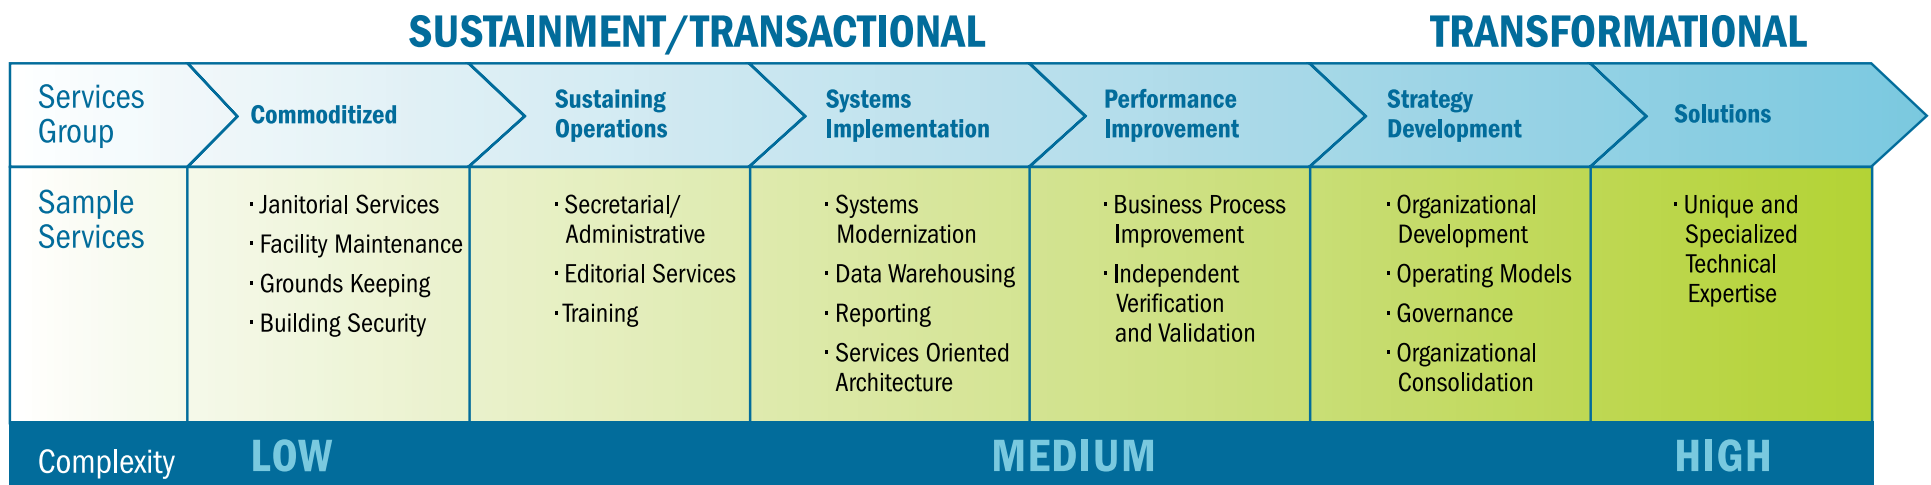 SUSTAINMENT/TRANSACTIONAL
TRANSFORMATIONAL
Services
Group
Commoditized
Sustaining
Operations
Systems
Implementation
Performance
Improvement
Strategy
Development
Solutions
Sample
Services
· Janitorial Services
· Facility Maintenance
· Grounds Keeping
· Building Security
· Secretarial/
Administrative
· Editorial Services
· Training
· Systems
Modernization
· Data Warehousing
· Reporting
· Services Oriented
Architecture
· Business Process
Improvement
· Independent
Verification
and Validation
· Organizational
Development
· Operating Models
· Governance
· Organizational
Consolidation
· Unique and
Specialized
Technical
Expertise
Complexity
LOW
MEDIUM
HIGH